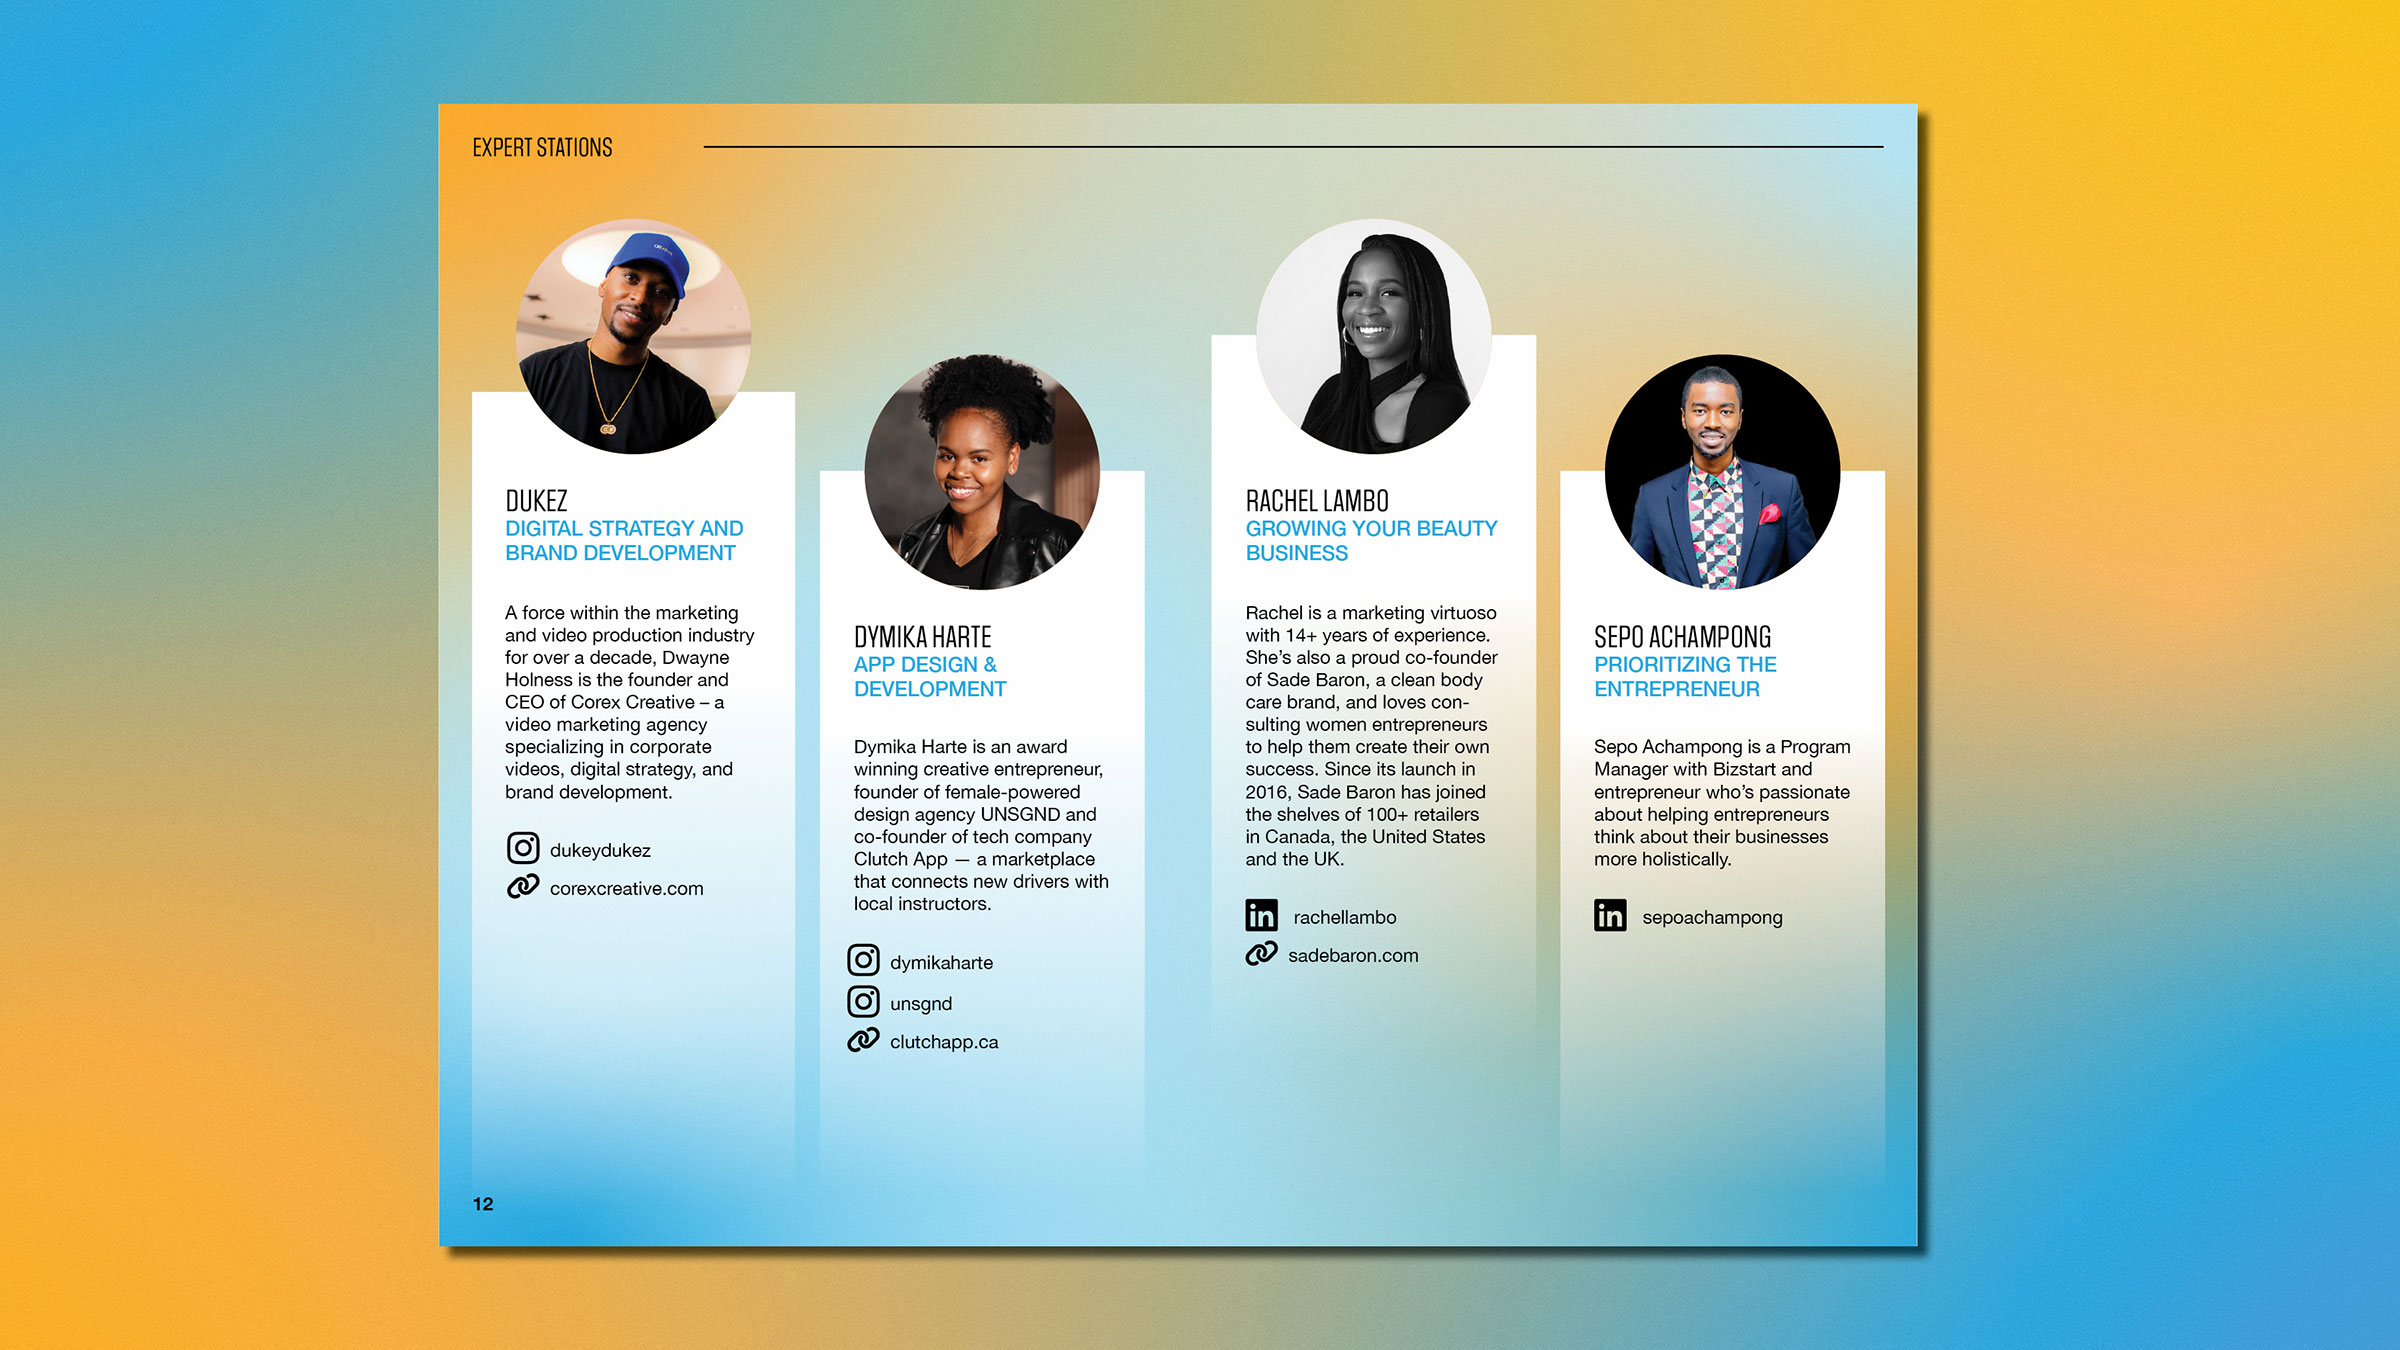 EXPERT STATIONS
DUKEZ
DIGITAL STRATEGY AND
BRAND DEVELOPMENT
A force within the marketing
and video production industry
for over a decade, Dwayne
Holness is the founder and
CEO of Corex Creative – a
video marketing agency
specializing in corporate
videos, digital strategy, and
brand development.
dukeydukez
corexcreative.com
DYMIKA HARTE
APP DESIGN &
DEVELOPMENT
Dymika Harte is an award
winning creative entrepreneur,
founder of female-powered
design agency UNSGND and
co-founder of tech company
Clutch App — a marketplace
that connects new drivers with
local instructors.
dymikaharte
unsgnd
clutchapp.ca
RACHEL LAMBO
GROWING YOUR BEAUTY
BUSINESS
Rachel is a marketing virtuoso
with 14+ years of experience.
She’s also a proud co-founder
of Sade Baron, a clean body
care brand, and loves con-
sulting women entrepreneurs
to help them create their own
success. Since its launch in
2016, Sade Baron has joined
the shelves of 100+ retailers
in Canada, the United States
and the UK.
in rachellambo
sadebaron.com
SEPO ACHAMPONG
PRIORITIZING THE
ENTREPRENEUR
Sepo Achampong is a Program
Manager with Bizstart and
entrepreneur who’s passionate
about helping entrepreneurs
think about their businesses
more holistically.
in sepoachampong
12